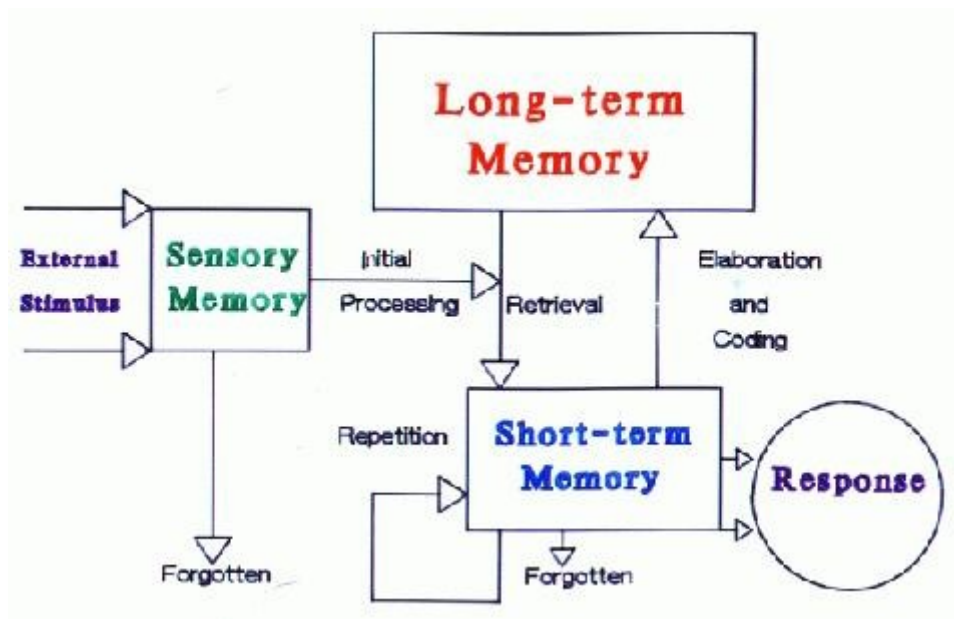 Long-term
Memory
External
Stimulus
Sensory
Memory
Initial
Processing
Retrieval
Elaboration
and
Coding
Repetition
Short-term
Memory
Response
Forgotten
Forgotten